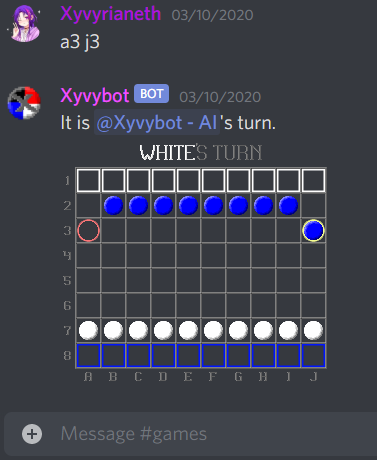 Xyvyrianeth 03/10/2020
a3 j3
Xyvybot BOT 03/10/2020
It is @Xyvybot - AI's turn.
WHITE'S TURN
1
2
3
4
5
6
7
8
A B C D E F G H I J
Message #games